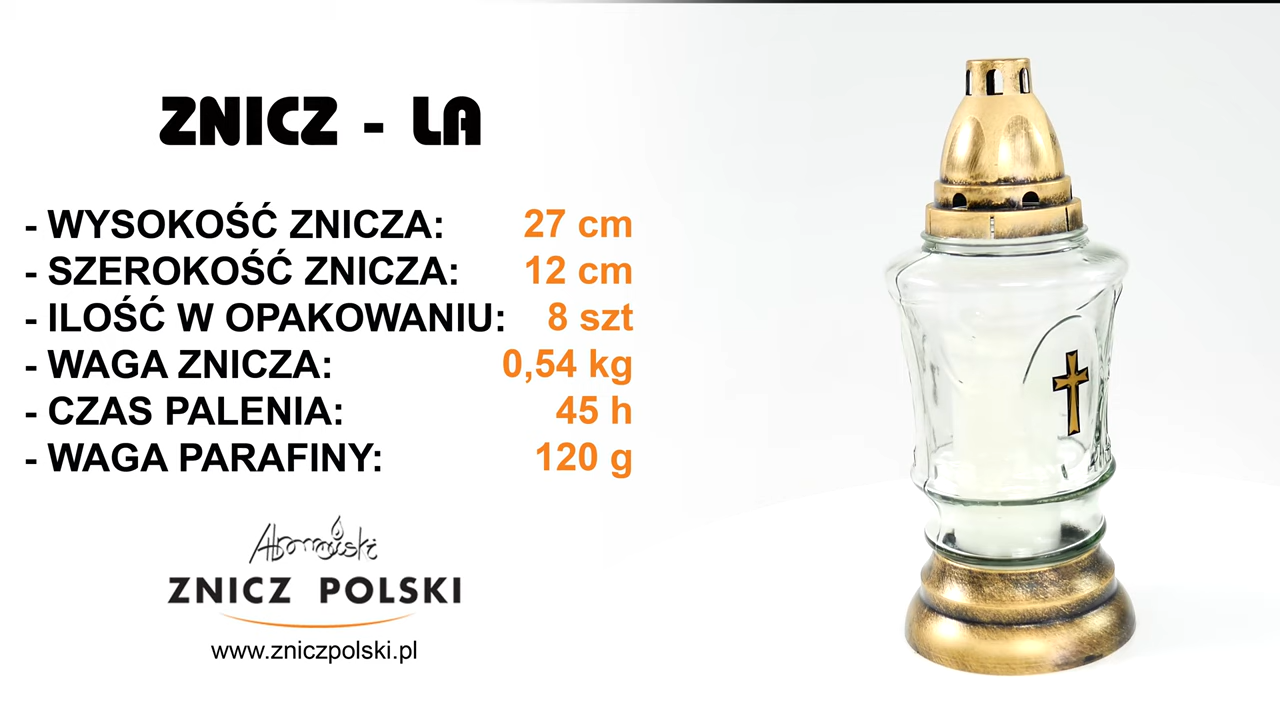 ZNICZ - LA
- WYSOKOŚĆ ZNICZA: 27 cm
- SZEROKOŚĆ ZNICZA: 12 cm
- ILOŚĆ W OPAKOWANIU: 8 szt
- WAGA ZNICZA: 0,54 kg
- CZAS PALENIA: 45 h
- WAGA PARAFINY: 120 g
ZNICZ POLSKI
www.zniczpolski.pl